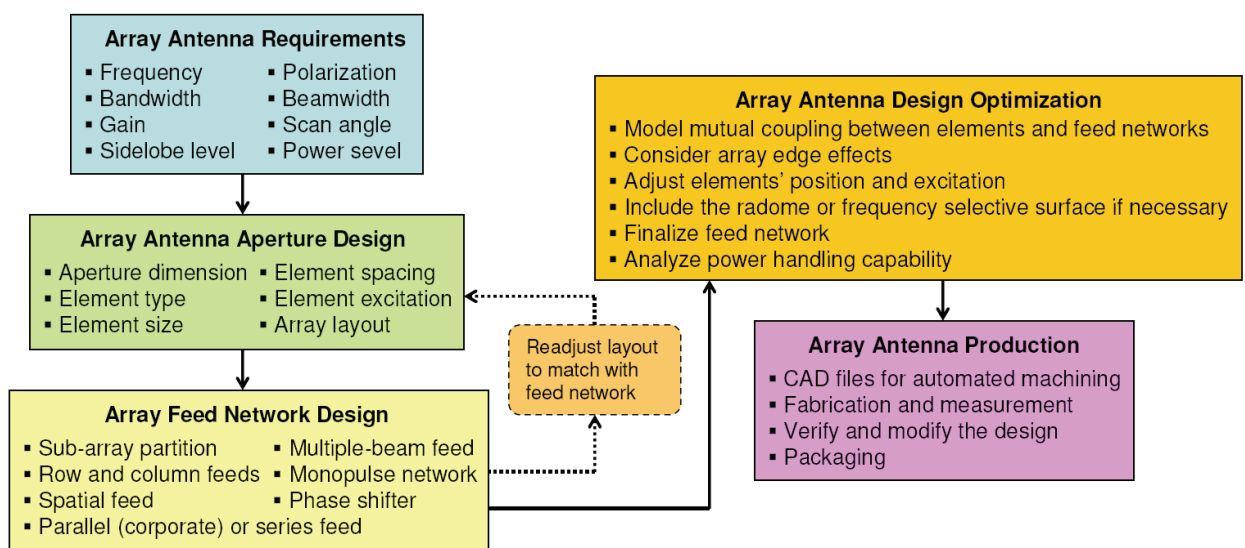 Array Antenna Requirements
▪ Frequency ▪ Polarization
▪ Bandwidth ▪ Beamwidth
▪ Gain ▪ Scan angle
▪ Sidelobe level ▪ Power sevel
Array Antenna Aperture Design
▪ Aperture dimension ▪ Element spacing
▪ Element type ▪ Element excitation
▪ Element size ▪ Array layout
Readjust layout
to match with
feed network
Array Feed Network Design
▪ Sub-array partition ▪ Multiple-beam feed
▪ Row and column feeds ▪ Monopulse network
▪ Spatial feed ▪ Phase shifter
▪ Parallel (corporate) or series feed
Array Antenna Design Optimization
▪ Model mutual coupling between elements and feed networks
▪ Consider array edge effects
▪ Adjust elements’ position and excitation
▪ Include the radome or frequency selective surface if necessary
▪ Finalize feed network
▪ Analyze power handling capability
Array Antenna Production
▪ CAD files for automated machining
▪ Fabrication and measurement
▪ Verify and modify the design
▪ Packaging